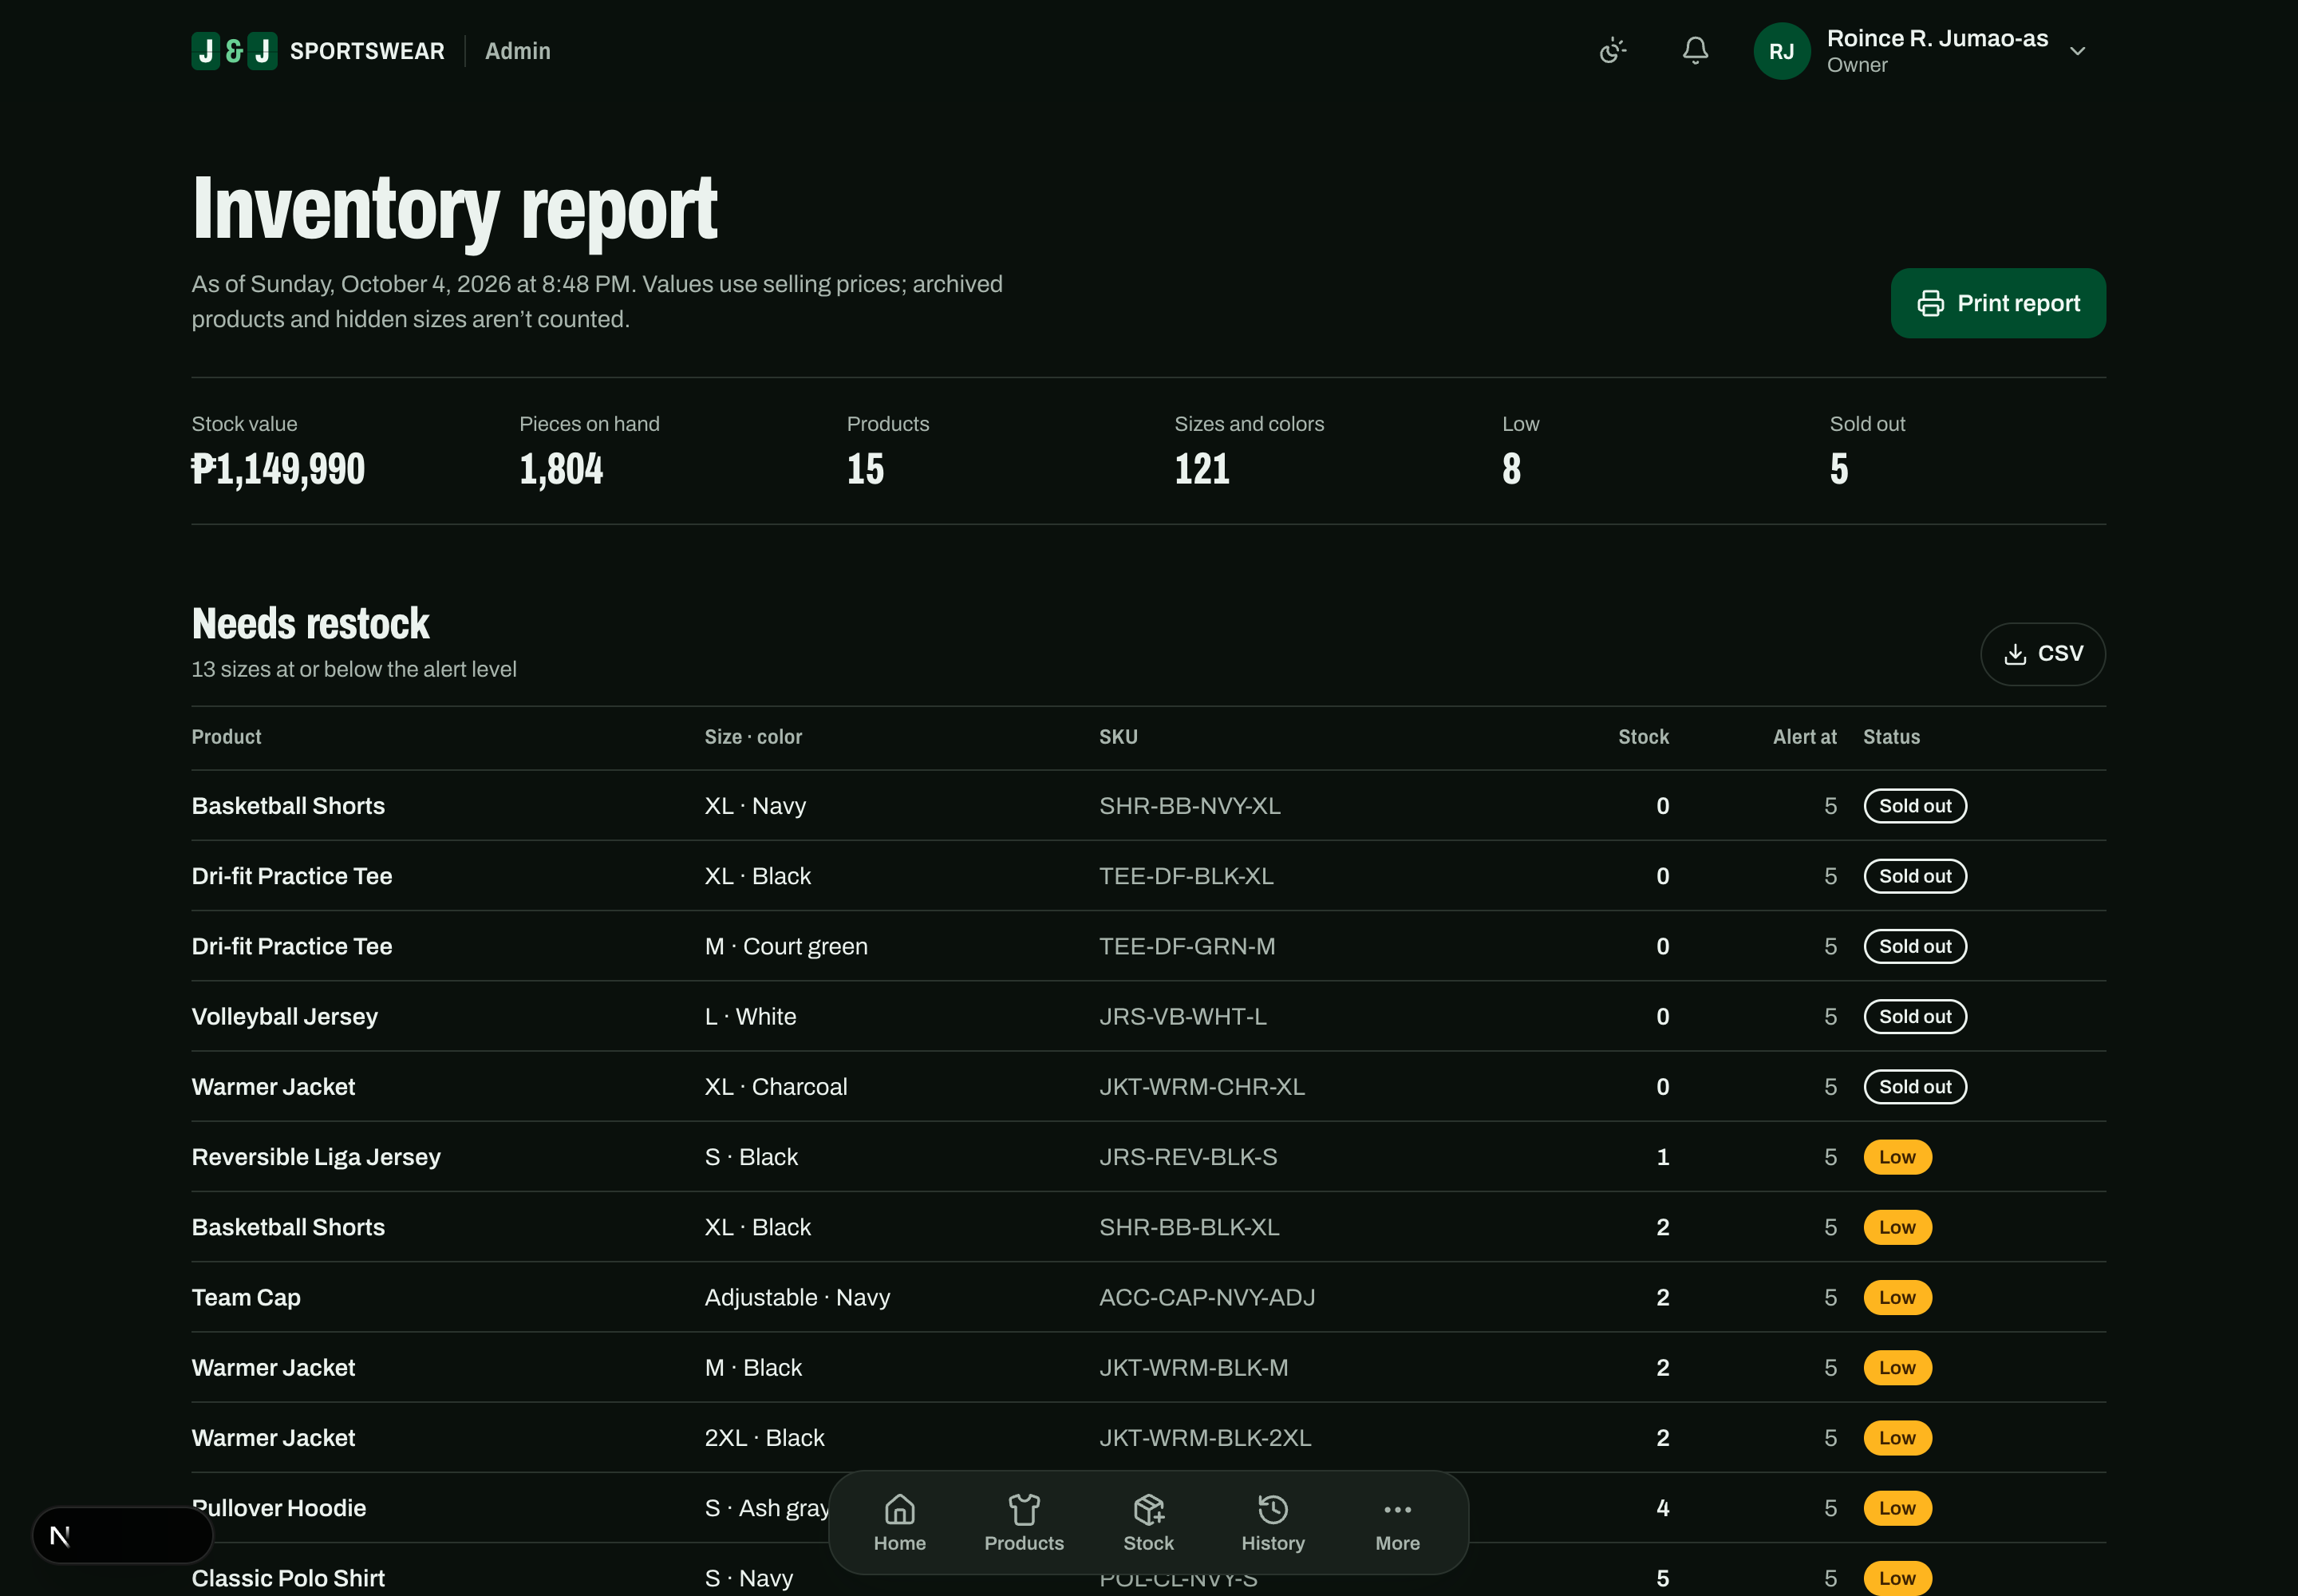 J & J SPORTSWEAR Admin
RJ Roince R. Jumao-as
Owner
Inventory report
As of Sunday, October 4, 2026 at 8:48 PM. Values use selling prices; archived
products and hidden sizes aren’t counted.
Print report
Stock value Pieces on hand Products Sizes and colors Low Sold out
₱1,149,990 1,804 15 121 8 5
Needs restock
13 sizes at or below the alert level
CSV
Product Size · color SKU Stock Alert at Status
Basketball Shorts XL · Navy SHR-BB-NVY-XL 0 5 Sold out
Dri-fit Practice Tee XL · Black TEE-DF-BLK-XL 0 5 Sold out
Dri-fit Practice Tee M · Court green TEE-DF-GRN-M 0 5 Sold out
Volleyball Jersey L · White JRS-VB-WHT-L 0 5 Sold out
Warmer Jacket XL · Charcoal JKT-WRM-CHR-XL 0 5 Sold out
Reversible Liga Jersey S · Black JRS-REV-BLK-S 1 5 Low
Basketball Shorts XL · Black SHR-BB-BLK-XL 2 5 Low
Team Cap Adjustable · Navy ACC-CAP-NVY-ADJ 2 5 Low
Warmer Jacket M · Black JKT-WRM-BLK-M 2 5 Low
Warmer Jacket 2XL · Black JKT-WRM-BLK-2XL 2 5 Low
Pullover Hoodie S · Ash gray 4 5 Low
Classic Polo Shirt S · Navy POL-CL-NVY-S 5 5 Low
N
Home Products Stock History More